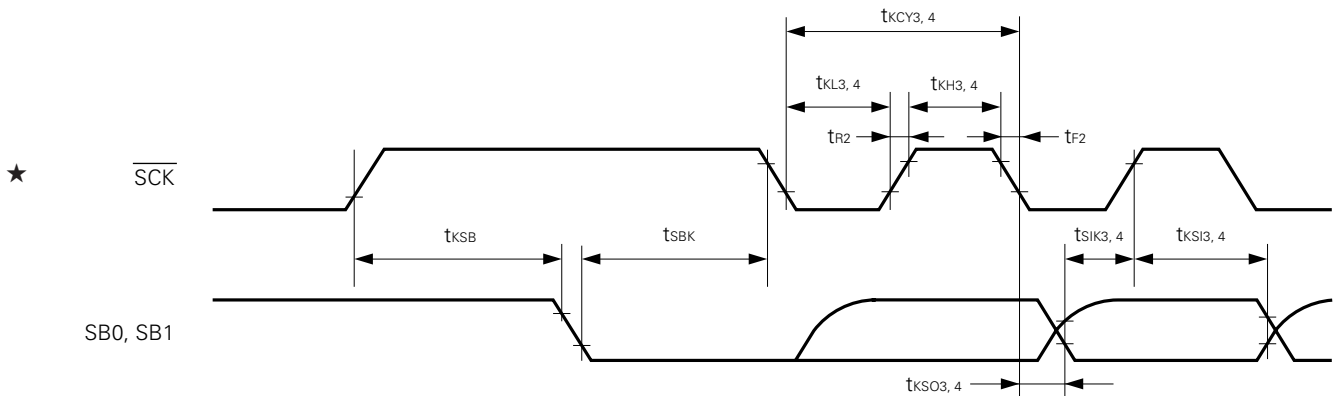 tKCY3, 4
tKL3, 4
tKH3, 4
tR2
tF2
★
SCK
tKSB
tSBK
tSIK3, 4
tKSI3, 4
SB0, SB1
tKSO3, 4